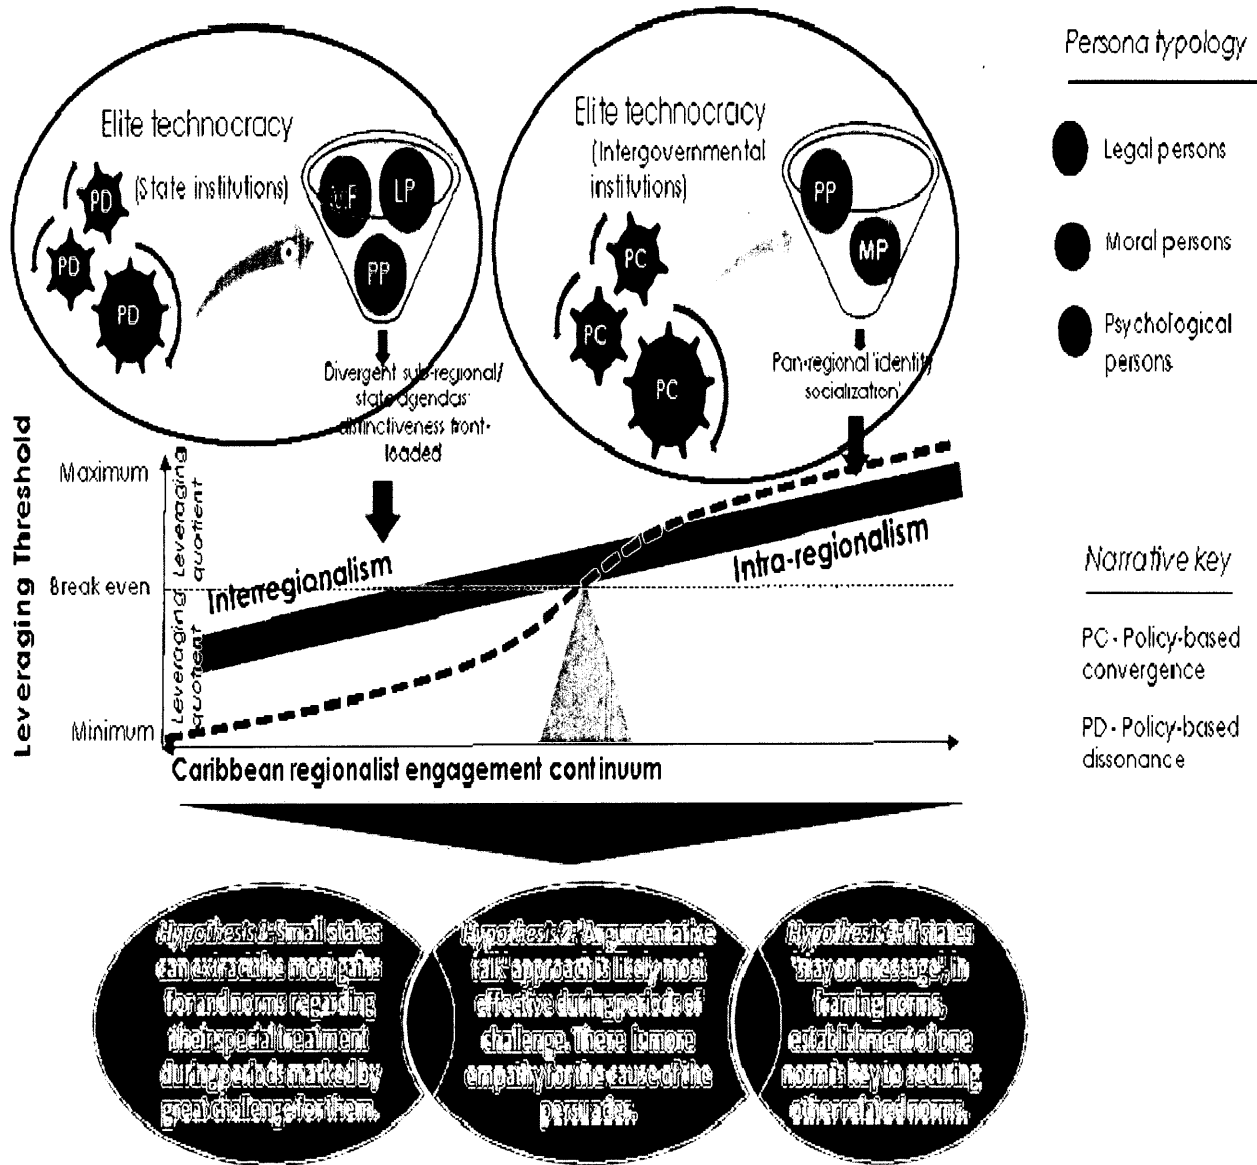 Persona typology
Legal persons
Moral persons
Psychological
persons
Elite technocracy
(State institutions)
PD
PD
PD
LP
PP
Divergent sub-regional/
state agendas:
distinctiveness front-
loaded
Elite technocracy
(Intergovernmental
institutions)
PC
PC
PC
PP
MP
Pan-regional 'identity
socialization'
Leveraging Threshold
Maximum
Break even
Minimum
Leveraging
quotient
Leveraging
quotient
Interregionalism
Intra-regionalism
Caribbean regionalist engagement continuum
Narrative key
PC - Policy-based
convergence
PD - Policy-based
dissonance
Hypothesis 1: Small states
can extract the most gains
for and norms regarding
their special treatment
during periods marked by
great challenge for them.
Hypothesis 2: 'Argumentative
talk' approach is likely most
effective during periods of
challenge. There is more
empathy for the cause of the
persuader.
Hypothesis 3: If states
'stay on message', in
framing norms,
establishment of one
norm is key to securing
other related norms.